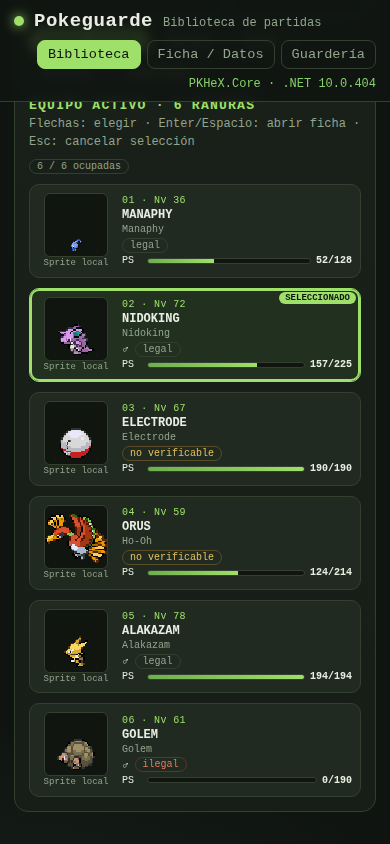 Pokeguarde Biblioteca de partidas
Biblioteca Ficha / Datos Guardería
PKHeX.Core · .NET 10.0.404
EQUIPO ACTIVO · 6 RANURAS
Flechas: elegir · Enter/Espacio: abrir ficha ·
Esc: cancelar selección
6 / 6 ocupadas
01 · Nv 36
MANAPHY
Manaphy
legal
Sprite local
PS 52/128
SELECCIONADO
02 · Nv 72
NIDOKING
Nidoking
♂ legal
Sprite local
PS 157/225
03 · Nv 67
ELECTRODE
Electrode
no verificable
Sprite local
PS 190/190
04 · Nv 59
ORUS
Ho-Oh
no verificable
Sprite local
PS 124/214
05 · Nv 78
ALAKAZAM
Alakazam
♂ legal
Sprite local
PS 194/194
06 · Nv 61
GOLEM
Golem
♂ ilegal
Sprite local
PS 0/190